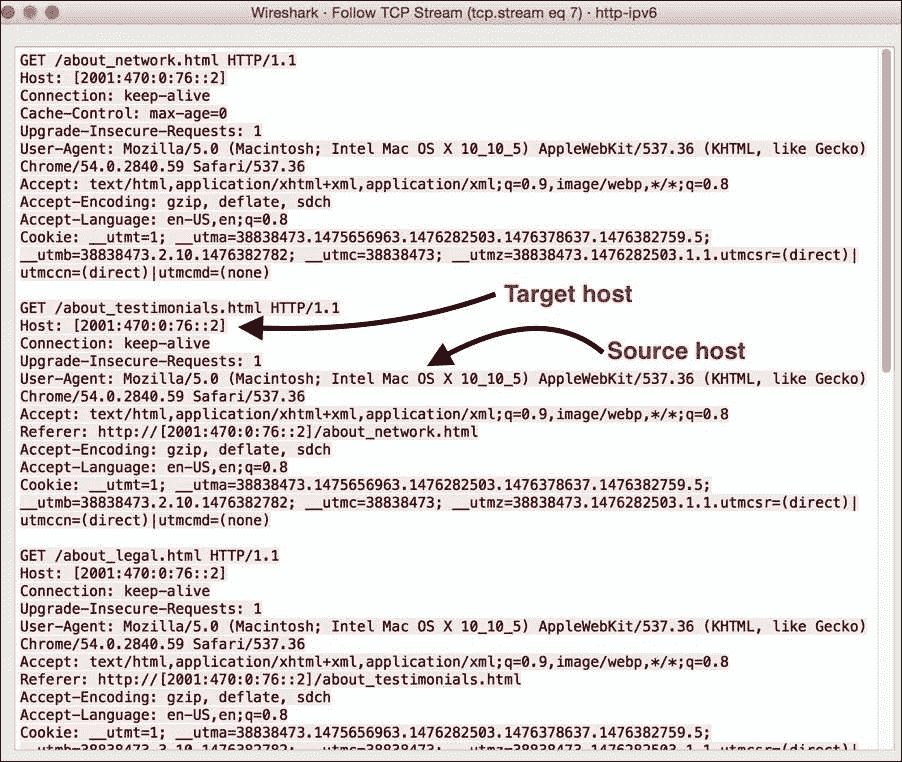 Wireshark · Follow TCP Stream (tcp.stream eq 7) · http-ipv6
GET /about_network.html HTTP/1.1
Host: [2001:470:0:76::2]
Connection: keep-alive
Cache-Control: max-age=0
Upgrade-Insecure-Requests: 1
User-Agent: Mozilla/5.0 (Macintosh; Intel Mac OS X 10_10_5) AppleWebKit/537.36 (KHTML, like Gecko)
Chrome/54.0.2840.59 Safari/537.36
Accept: text/html,application/xhtml+xml,application/xml;q=0.9,image/webp,*/*;q=0.8
Accept-Encoding: gzip, deflate, sdch
Accept-Language: en-US,en;q=0.8
Cookie: __utmt=1; __utma=38838473.1475656963.1476282503.1476378637.1476382759.5;
__utmb=38838473.2.10.1476382782; __utmc=38838473; __utmz=38838473.1476282503.1.1.utmcsr=(direct)|
utmccn=(direct)|utmcmd=(none)
GET /about_testimonials.html HTTP/1.1
Target host
Host: [2001:470:0:76::2]
Connection: keep-alive
Source host
Upgrade-Insecure-Requests: 1
User-Agent: Mozilla/5.0 (Macintosh; Intel Mac OS X 10_10_5) AppleWebKit/537.36 (KHTML, like Gecko)
Chrome/54.0.2840.59 Safari/537.36
Accept: text/html,application/xhtml+xml,application/xml;q=0.9,image/webp,*/*;q=0.8
Referer: http://[2001:470:0:76::2]/about_network.html
Accept-Encoding: gzip, deflate, sdch
Accept-Language: en-US,en;q=0.8
Cookie: __utmt=1; __utma=38838473.1475656963.1476282503.1476378637.1476382759.5;
__utmb=38838473.2.10.1476382782; __utmc=38838473; __utmz=38838473.1476282503.1.1.utmcsr=(direct)|
utmccn=(direct)|utmcmd=(none)
GET /about_legal.html HTTP/1.1
Host: [2001:470:0:76::2]
Connection: keep-alive
Upgrade-Insecure-Requests: 1
User-Agent: Mozilla/5.0 (Macintosh; Intel Mac OS X 10_10_5) AppleWebKit/537.36 (KHTML, like Gecko)
Chrome/54.0.2840.59 Safari/537.36
Accept: text/html,application/xhtml+xml,application/xml;q=0.9,image/webp,*/*;q=0.8
Referer: http://[2001:470:0:76::2]/about_testimonials.html
Accept-Encoding: gzip, deflate, sdch
Accept-Language: en-US,en;q=0.8
Cookie: __utmt=1; __utma=38838473.1475656963.1476282503.1476378637.1476382759.5;